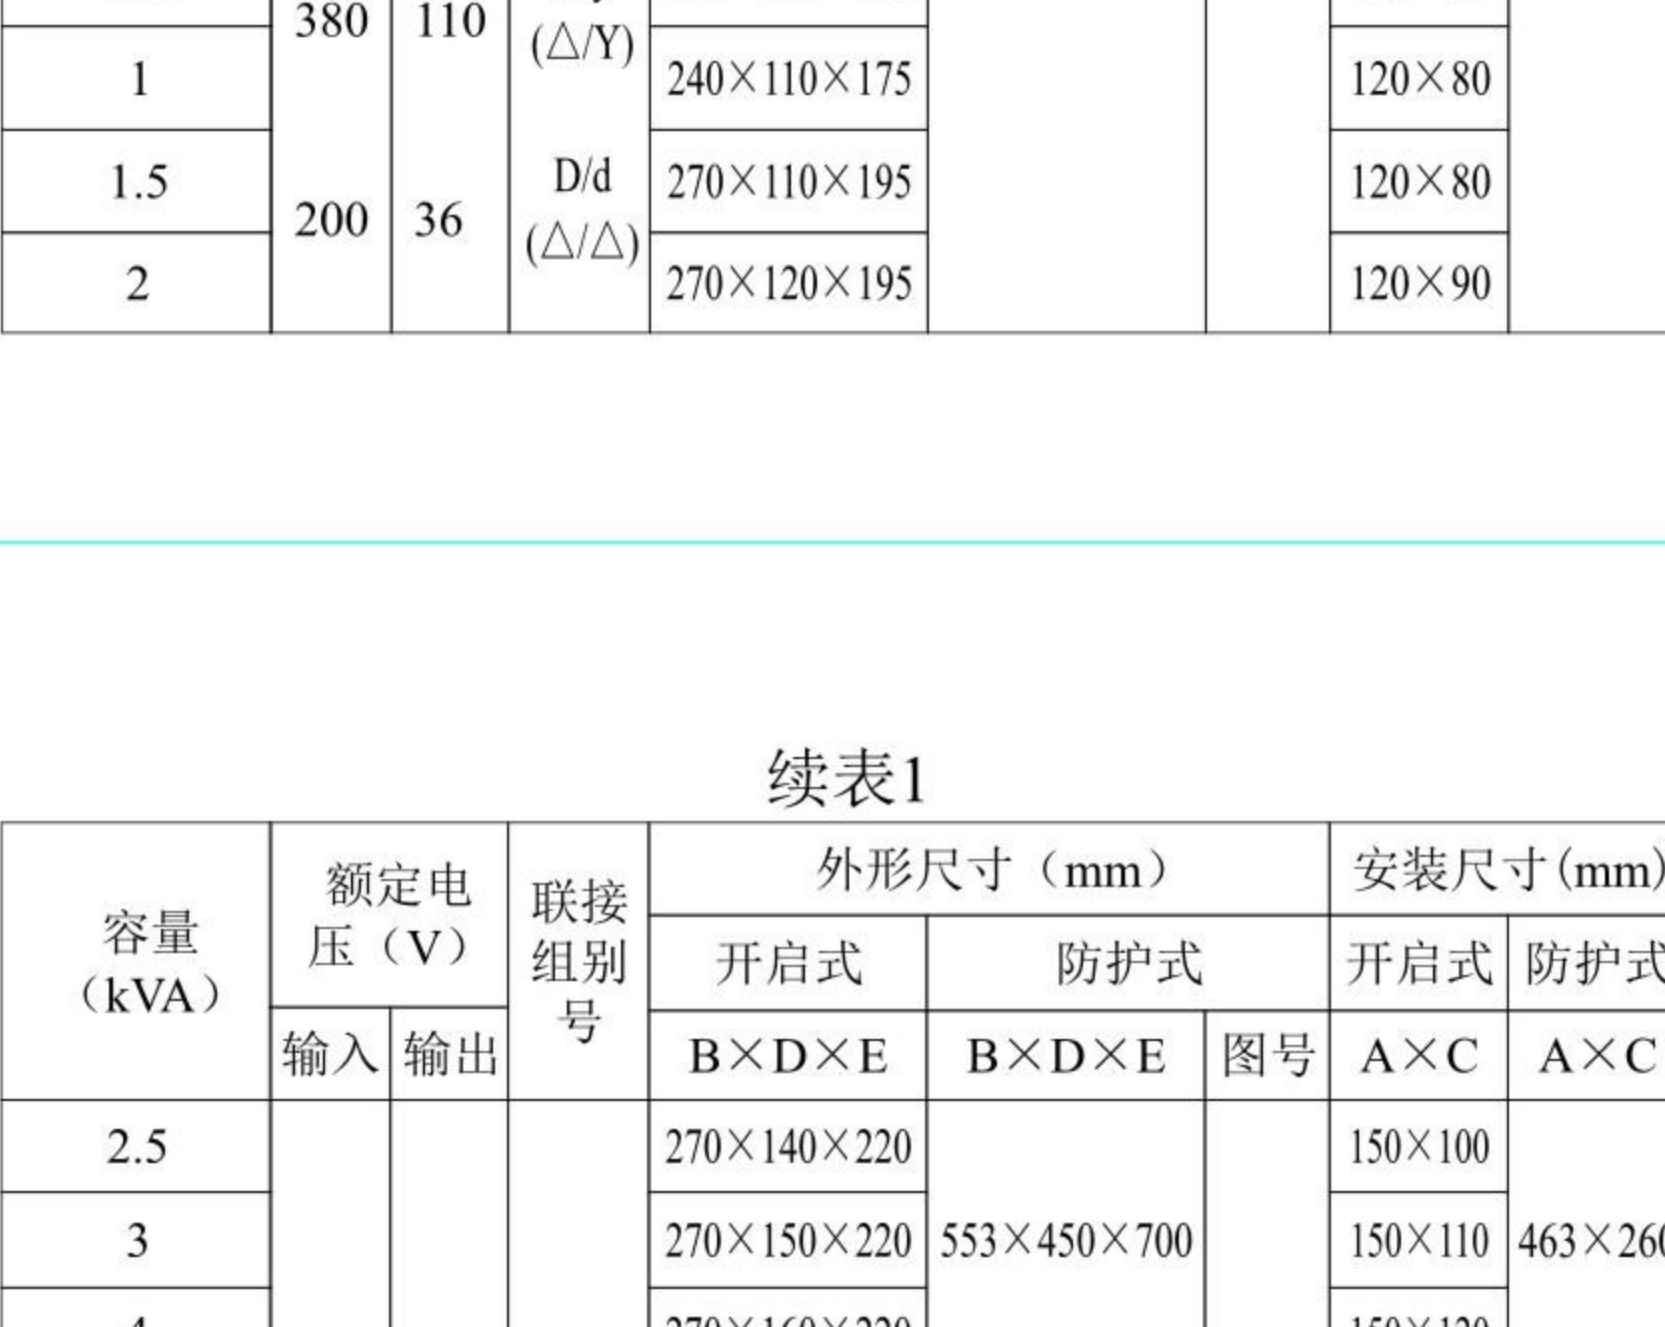 380 110
(△/Y)
1 240×110×175 120×80
1.5 D/d 270×110×195 120×80
200 36
(△/△)
2 270×120×195 120×90
续表1
外形尺寸（mm） 安装尺寸(mm)
额定电
压（V）
联接
组别
号
容量
（kVA）
开启式 防护式 开启式 防护式
输入 输出 B×D×E B×D×E 图号 A×C A×C
2.5 270×140×220 150×100
3 270×150×220 553×450×700 150×110 463×260